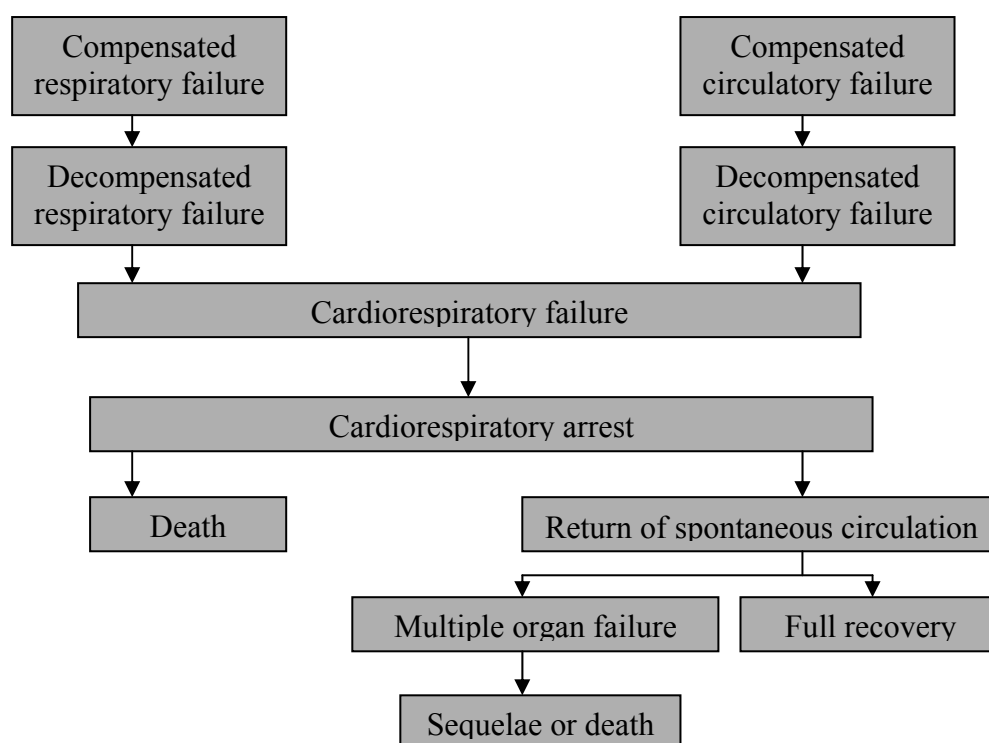 Compensated
respiratory failure
Compensated
circulatory failure
Decompensated
respiratory failure
Decompensated
circulatory failure
Cardiorespiratory failure
Cardiorespiratory arrest
Death
Return of spontaneous circulation
Multiple organ failure
Full recovery
Sequelae or death